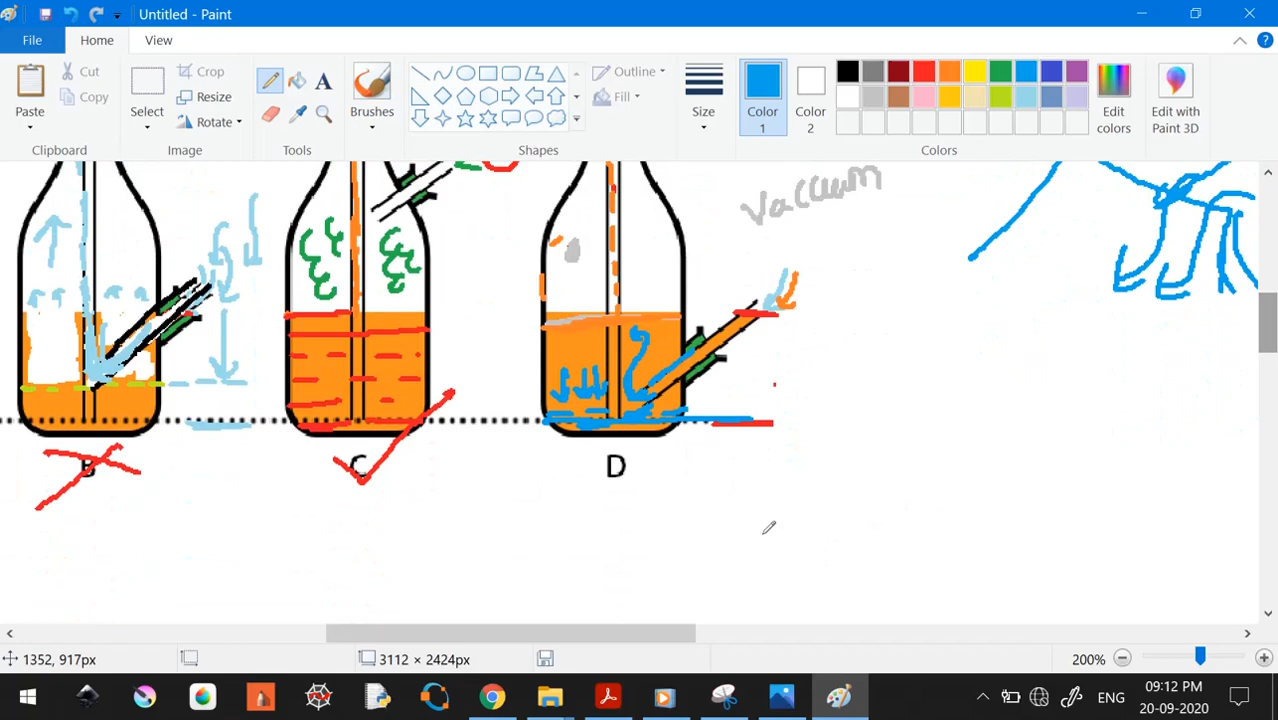 Untitled - Paint
File Home View
Paste
Cut
Copy
Clipboard
Select
Crop
Resize
Rotate
Image
Tools
Brushes
Shapes
Outline
Fill
Size
Color 1
Color 2
Colors
Edit colors
Edit with Paint 3D
Vaccum
B C D
1352, 917px
3112 × 2424px
200%
ENG
09:12 PM
20-09-2020